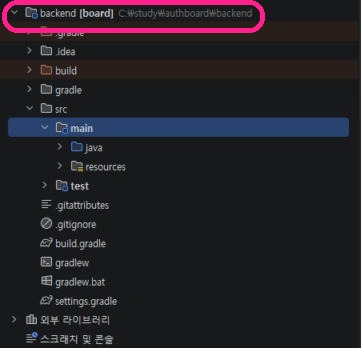 backend [board] C:₩study₩authboard₩backend
.gradle
.idea
build
gradle
src
main
java
resources
test
.gitattributes
.gitignore
build.gradle
gradlew
gradlew.bat
settings.gradle
외부 라이브러리
스크래치 및 콘솔